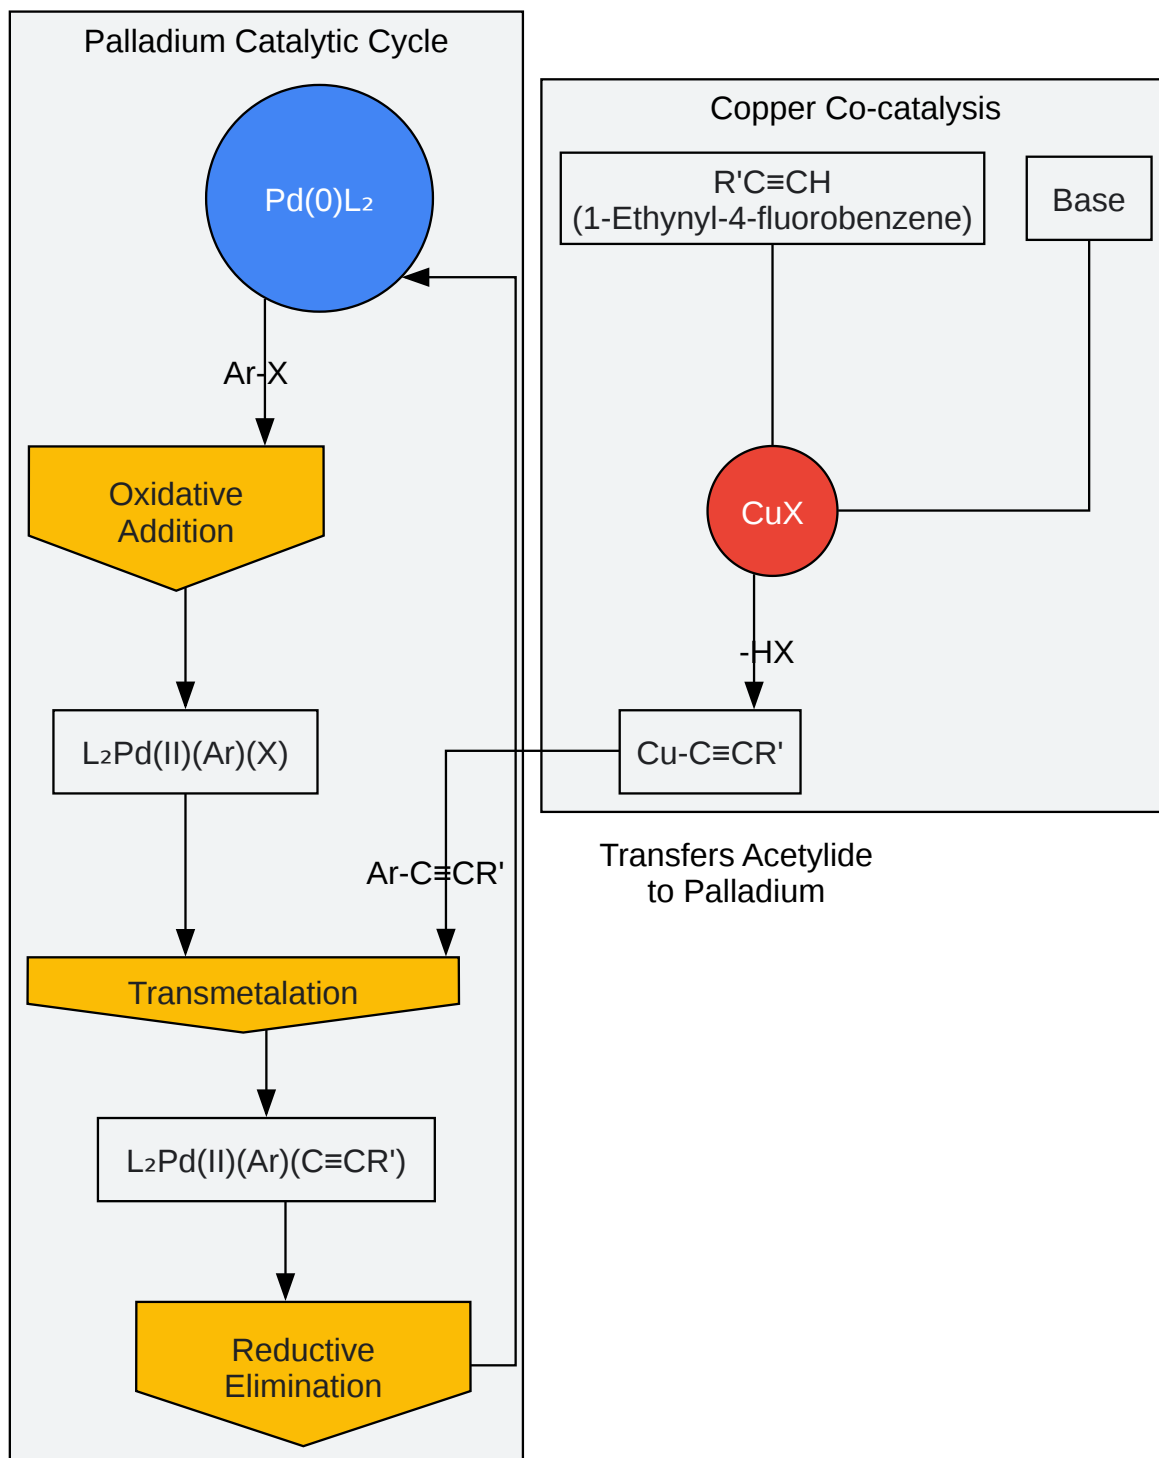 Palladium Catalytic Cycle
Pd(0)L₂
Ar-X
Oxidative
Addition
L₂Pd(II)(Ar)(X)
Ar-C≡CR'
Transmetalation
L₂Pd(II)(Ar)(C≡CR')
Reductive
Elimination
Copper Co-catalysis
R'C≡CH
(1-Ethynyl-4-fluorobenzene)
Base
CuX
-HX
Cu-C≡CR'
Transfers Acetylide
to Palladium